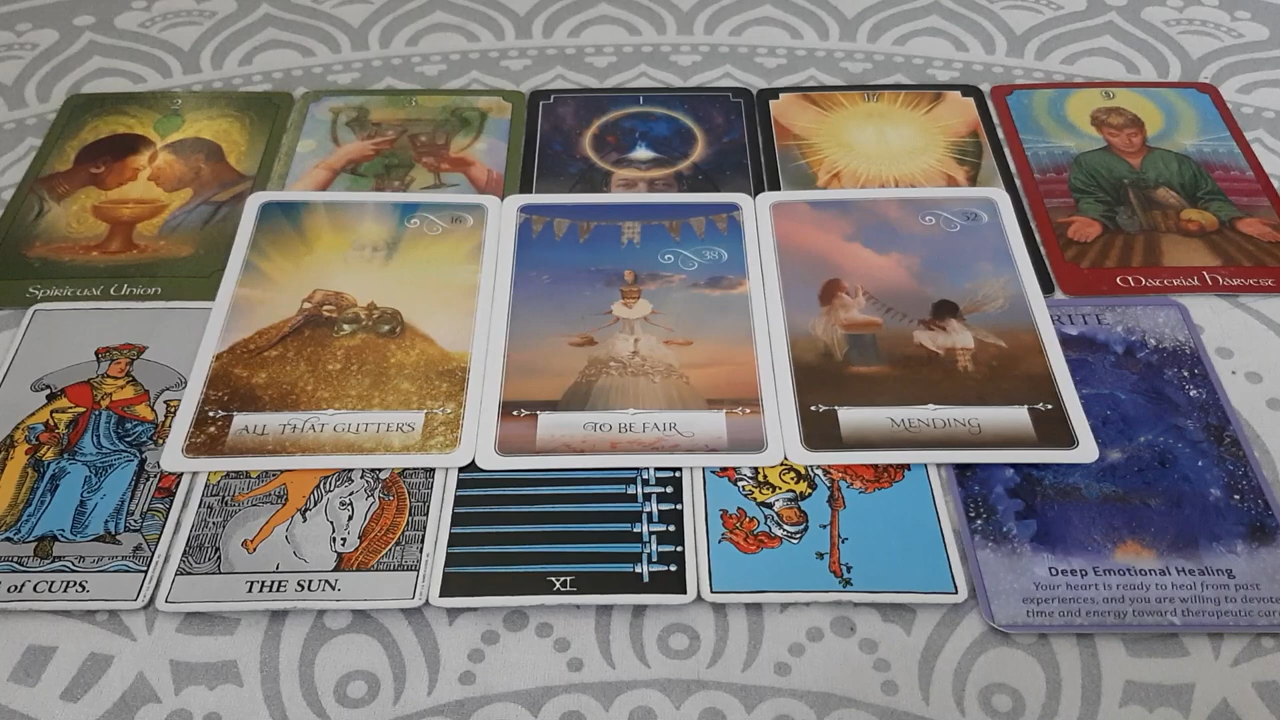 2
3
1
17
9
Spiritual Union
Material Harvest
16
ALL THAT GLITTERS
38
TO BE FAIR
32
MENDING
RITE
of CUPS.
THE SUN.
XI
Deep Emotional Healing
Your heart is ready to heal from past
experiences, and you are willing to devote
time and energy toward therapeutic